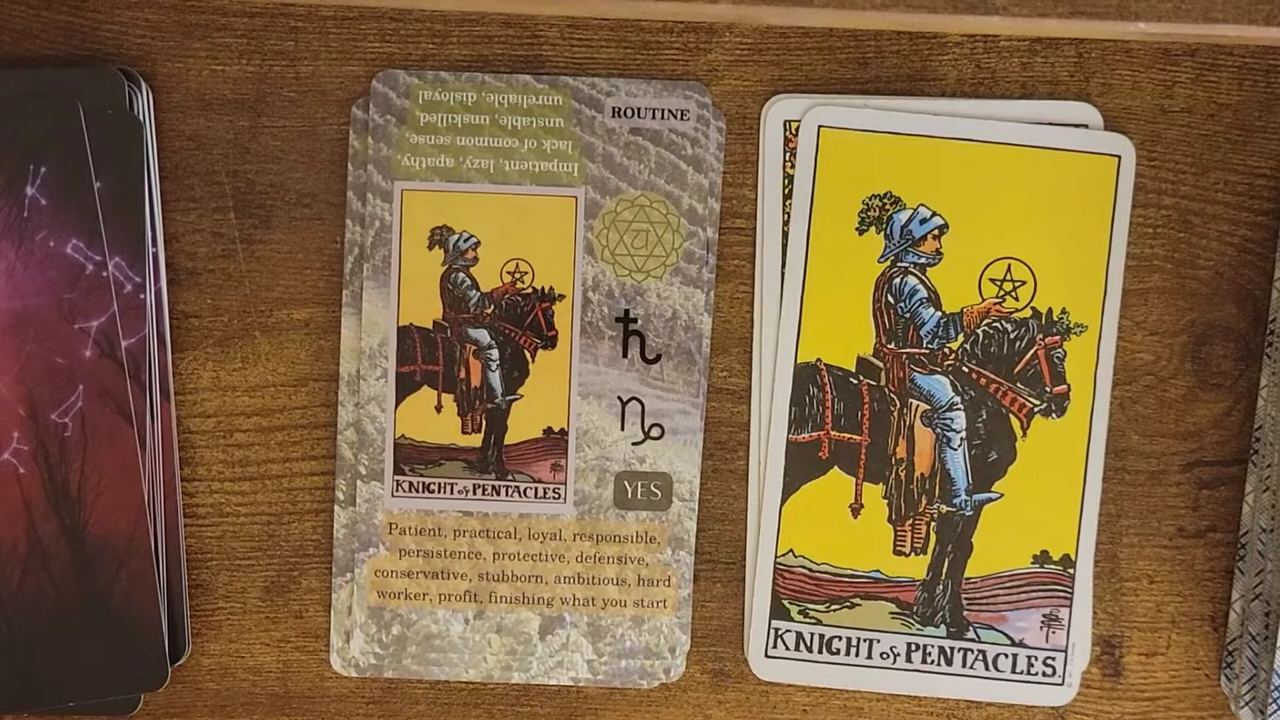 Impatient, lazy, apathy,
lack of common sense,
unstable, unskilled,
unreliable, disloyal
ROUTINE
KNIGHT of PENTACLES.
YES
Patient, practical, loyal, responsible,
persistence, protective, defensive,
conservative, stubborn, ambitious, hard
worker, profit, finishing what you start
KNIGHT of PENTACLES.